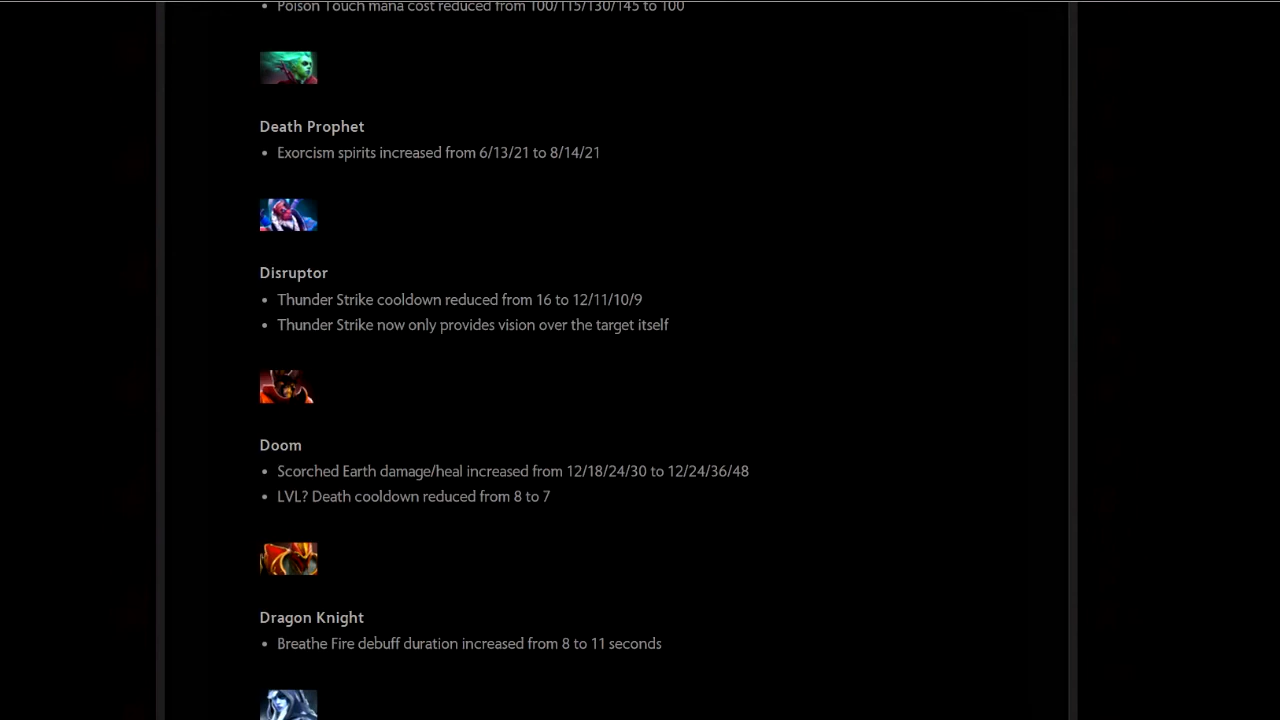 • Poison Touch mana cost reduced from 100/115/130/145 to 100
Death Prophet
• Exorcism spirits increased from 6/13/21 to 8/14/21
Disruptor
• Thunder Strike cooldown reduced from 16 to 12/11/10/9
• Thunder Strike now only provides vision over the target itself
Doom
• Scorched Earth damage/heal increased from 12/18/24/30 to 12/24/36/48
• LVL? Death cooldown reduced from 8 to 7
Dragon Knight
• Breathe Fire debuff duration increased from 8 to 11 seconds